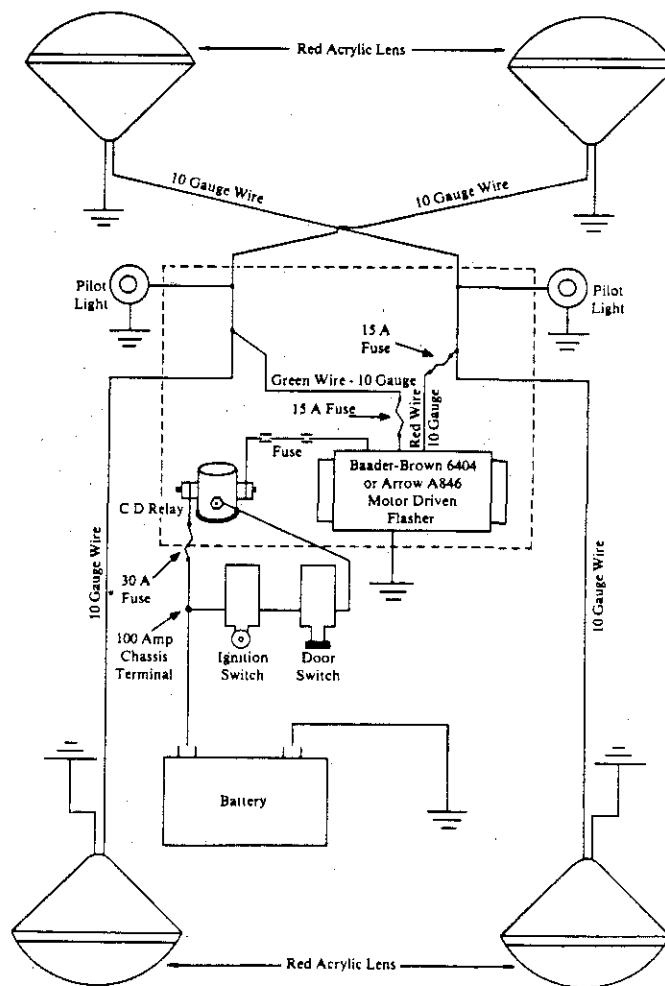 Red Acrylic Lens
10 Gauge Wire
10 Gauge Wire
Pilot
Light
Pilot
Light
15 A
Fuse
Green Wire - 10 Gauge
Red Wire
10 Gauge
15 A Fuse
Fuse
Baader-Brown 6404
or Arrow A846
Motor Driven
Flasher
C D Relay
10 Gauge Wire
30 A
Fuse
10 Gauge Wire
100 Amp
Chassis
Terminal
Ignition
Switch
Door
Switch
Battery
Red Acrylic Lens